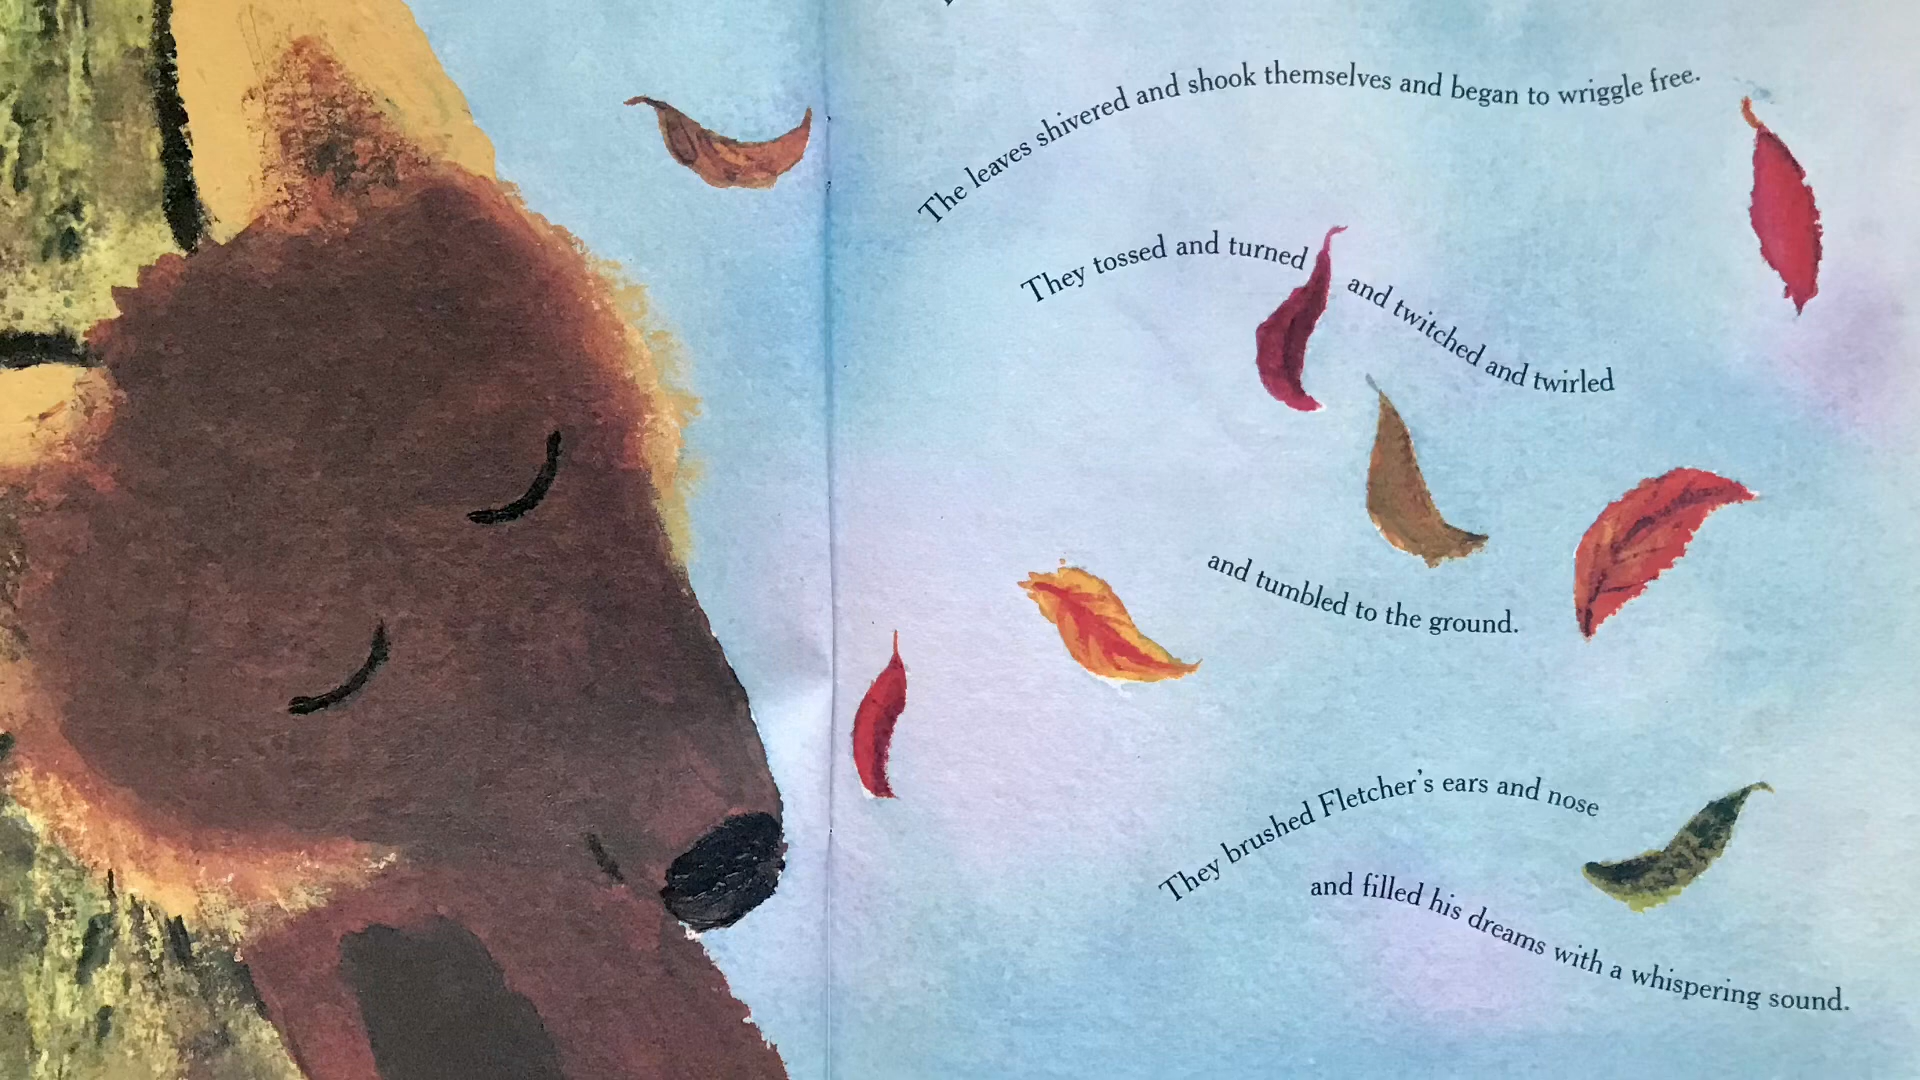 The leaves shivered and shook themselves and began to wriggle free.
They tossed and turned and twitched and twirled
and tumbled to the ground.
They brushed Fletcher's ears and nose
and filled his dreams with a whispering sound.